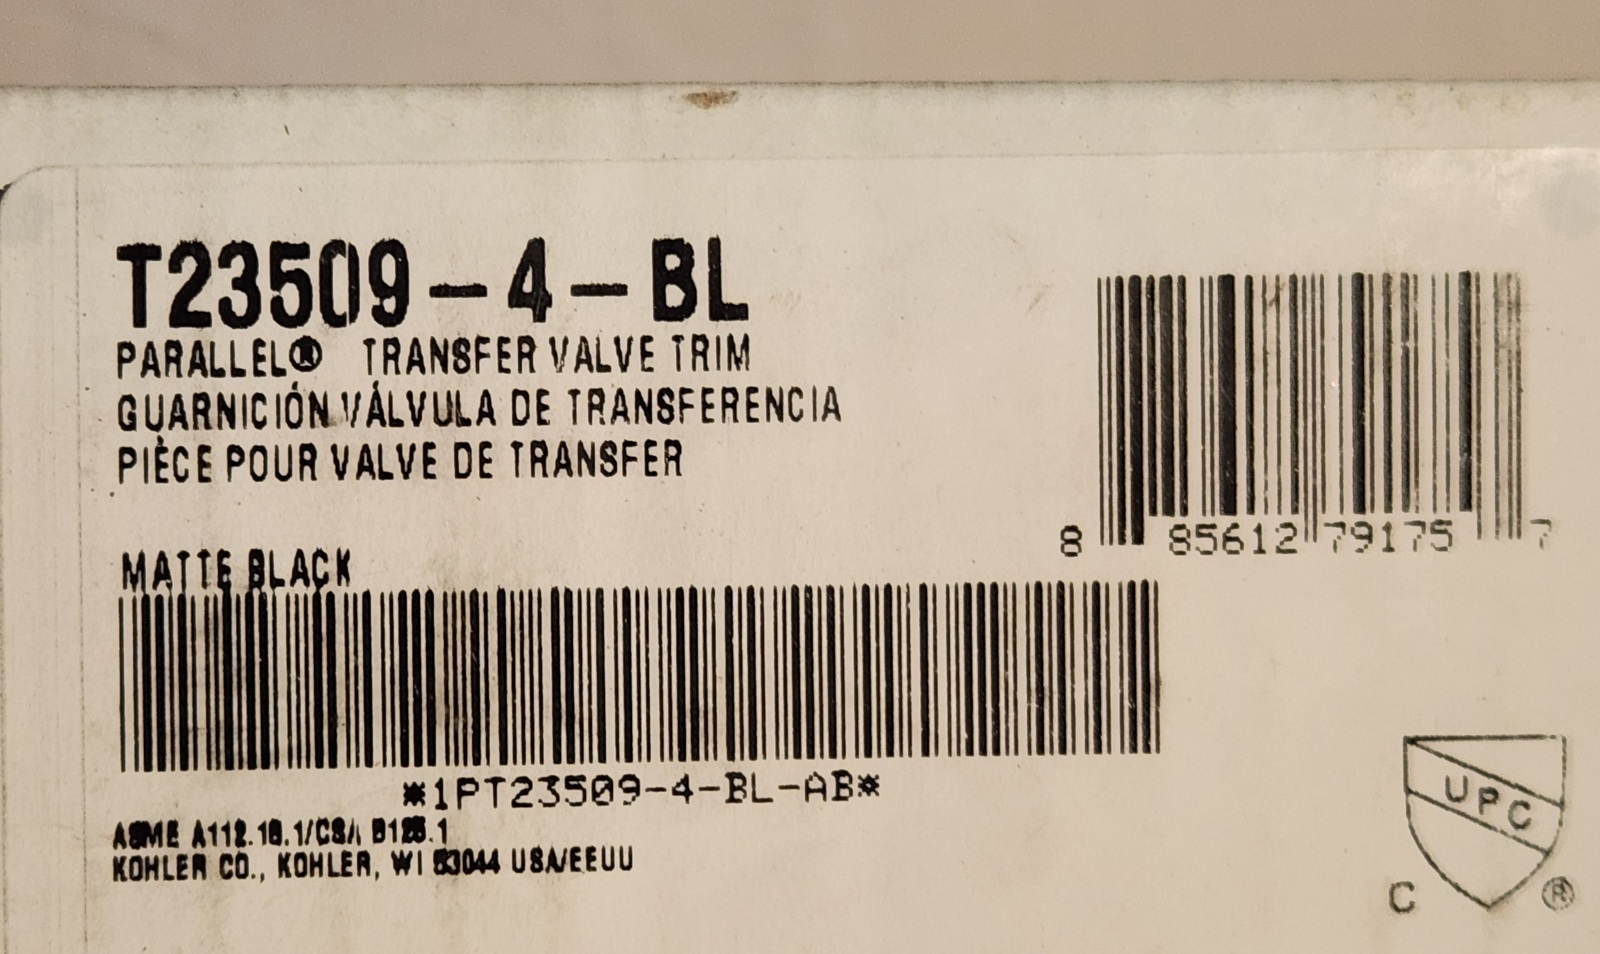 T23509-4-BL
PARALLEL® TRANSFER VALVE TRIM
GUARNICIÓN VÁLVULA DE TRANSFERENCIA
PIÈCE POUR VALVE DE TRANSFER
8 85612 79175 7
MATTE BLACK
*1PT23509-4-BL-AB*
ASME A112.18.1/CSA B125.1
KOHLER CO., KOHLER, WI 53044 USA/EEUU
UPC
C ®